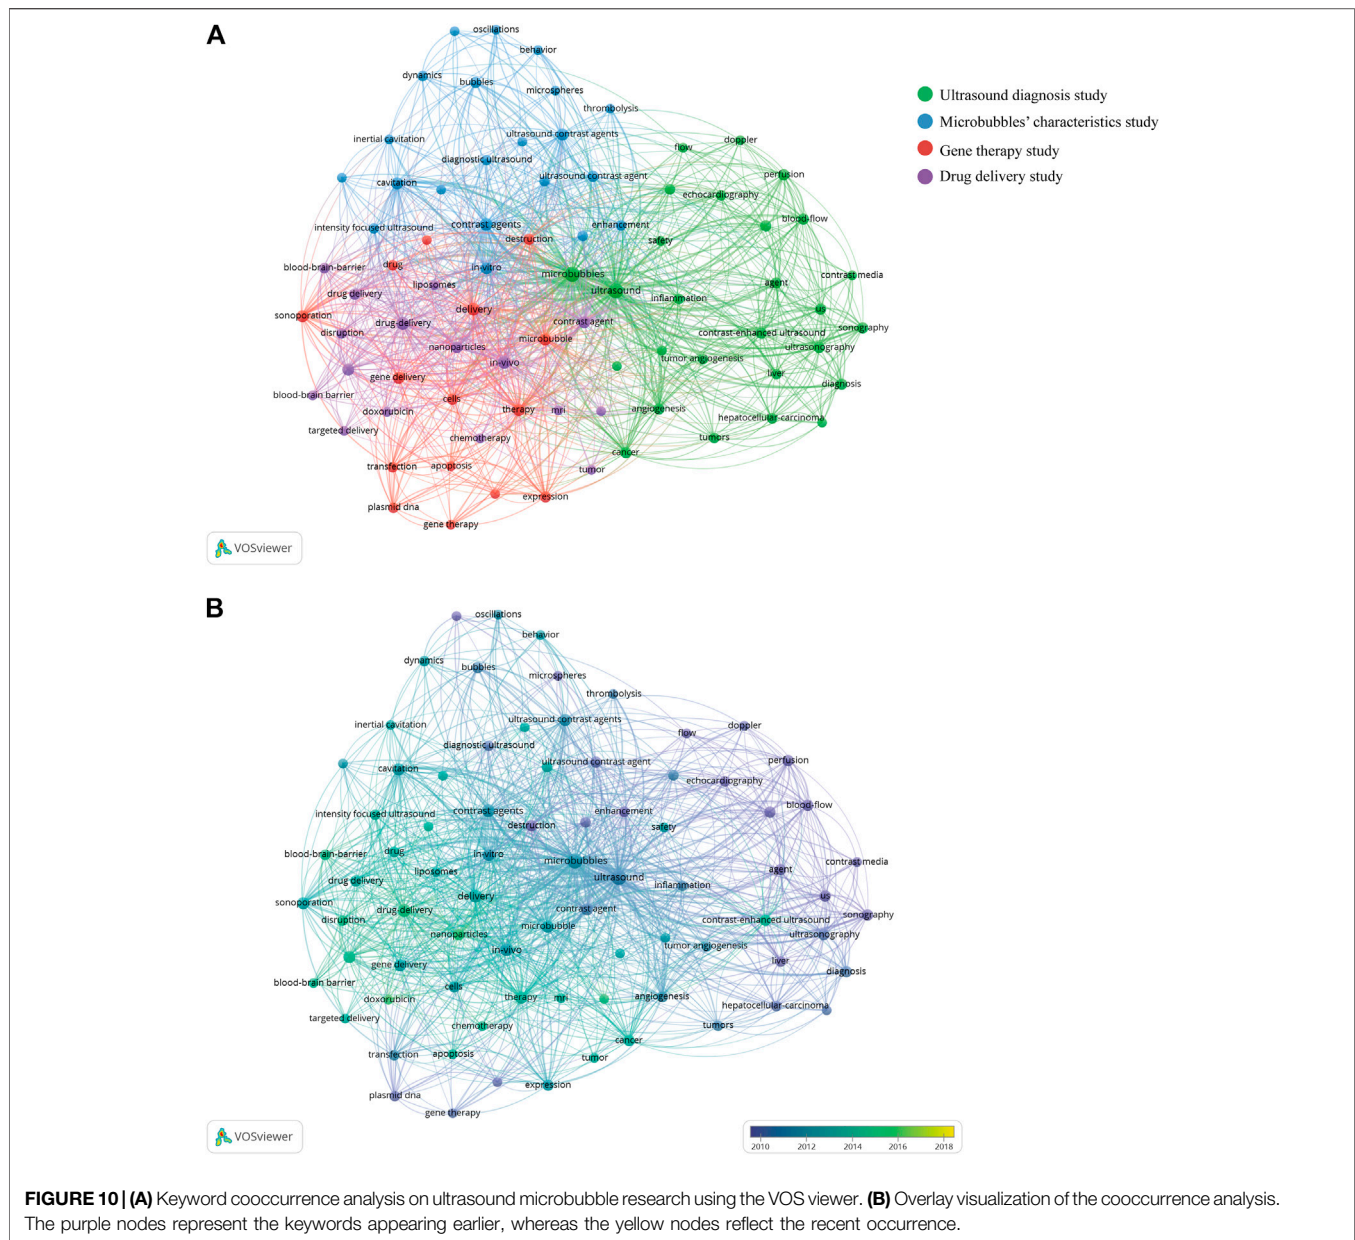 A
oscillations
behavior
dynamics
bubbles
microspheres
thrombolysis
ultrasound contrast agents
inertial cavitation
flow
doppler
diagnostic ultrasound
cavitation
ultrasound contrast agent
perfusion
echocardiography
intensity focused ultrasound
contrast agents
enhancement
blood-flow
destruction
safety
blood-brain-barrier
drug
in-vitro
microbubbles
contrast media
liposomes
agent
drug delivery
ultrasound
inflammation
sonoporation
delivery
us
disruption
drug-delivery
contrast agent
contrast-enhanced ultrasound
sonography
nanoparticles
microbubble
ultrasonography
in-vivo
tumor angiogenesis
gene delivery
liver
diagnosis
blood-brain barrier
cells
doxorubicin
therapy
mri
angiogenesis
hepatocellular-carcinoma
targeted delivery
chemotherapy
tumors
cancer
transfection
apoptosis
tumor
plasmid dna
expression
gene therapy
Ultrasound diagnosis study
Microbubbles' characteristics study
Gene therapy study
Drug delivery study
VOSviewer
B
oscillations
behavior
dynamics
bubbles
microspheres
thrombolysis
ultrasound contrast agents
inertial cavitation
flow
doppler
diagnostic ultrasound
cavitation
ultrasound contrast agent
perfusion
echocardiography
intensity focused ultrasound
contrast agents
enhancement
blood-flow
destruction
safety
blood-brain-barrier
drug
in-vitro
microbubbles
contrast media
liposomes
agent
drug delivery
ultrasound
inflammation
sonoporation
delivery
us
disruption
drug-delivery
contrast agent
contrast-enhanced ultrasound
sonography
nanoparticles
microbubble
ultrasonography
in-vivo
tumor angiogenesis
gene delivery
liver
diagnosis
blood-brain barrier
cells
doxorubicin
therapy
mri
angiogenesis
hepatocellular-carcinoma
targeted delivery
chemotherapy
tumors
cancer
transfection
apoptosis
tumor
plasmid dna
expression
gene therapy
VOSviewer
2010 2012 2014 2016 2018
FIGURE 10 | (A) Keyword cooccurrence analysis on ultrasound microbubble research using the VOS viewer. (B) Overlay visualization of the cooccurrence analysis.
The purple nodes represent the keywords appearing earlier, whereas the yellow nodes reflect the recent occurrence.